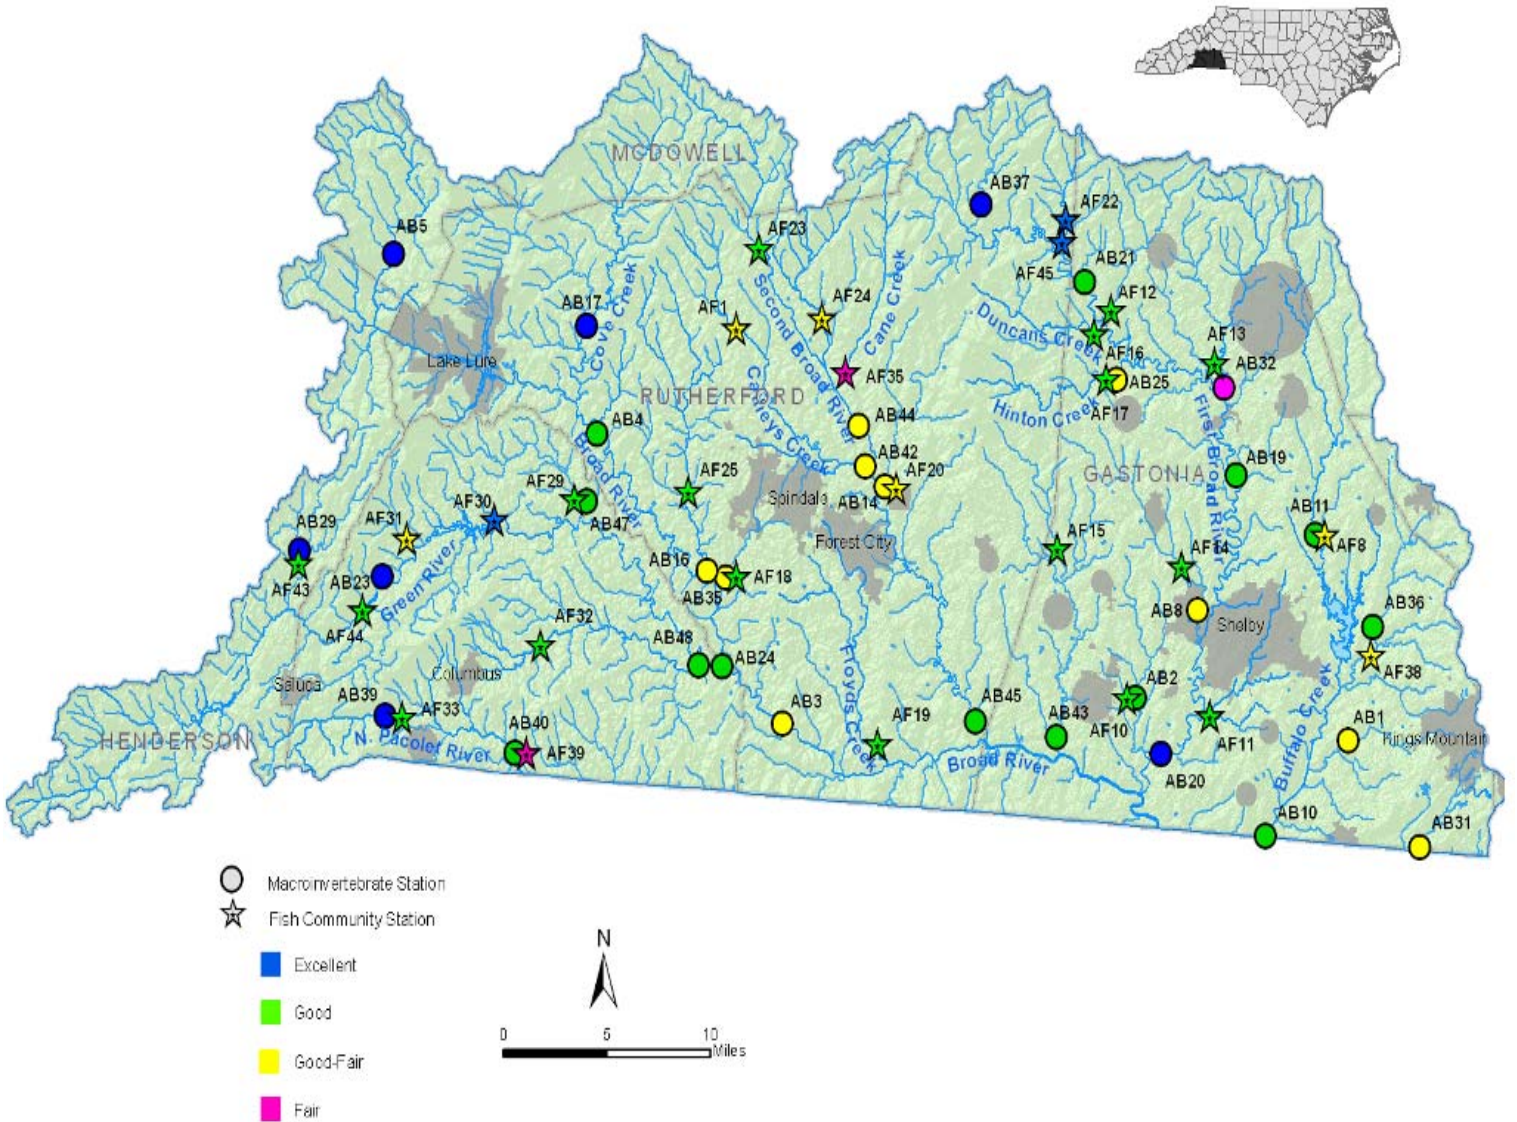 MCDOWELL
AB37
AF22
AB5
AF23
AF45
AB21
AF24
Cane Creek
AB17
Cove Creek
AF1
Second Broad River
AF12
Duncans Creek
AF13
Lake Lure
AF16
AB32
AF35
AB25
RUTHERFORD
Catheys Creek
Hinton Creek
AF17
AB4
AB44
First Broad River
Broad River
AB42
AF20
AB19
GASTONIA
AF25
AF29
Spindale
AB14
AF30
AB47
AB11
AB29
AF31
Forest City
AF15
AF14
AF8
AB16
AF18
AF43
AB23
Green River
AB35
AB8
AB36
AF44
AF32
AB48
Shelby
AB24
Floyds Creek
AF38
Saluda
Columbus
AB2
Buffalo Creek
AB39
AF33
AB3
AF19
AB45
AB43
AF10
AF11
AB1
HENDERSON
N. Pacolet River
AB40
AF39
Kings Mountain
Broad River
AB20
AB10
AB31
Macroinvertebrate Station
Fish Community Station
Excellent
Good
Good-Fair
Fair
N
0 5 10
Miles